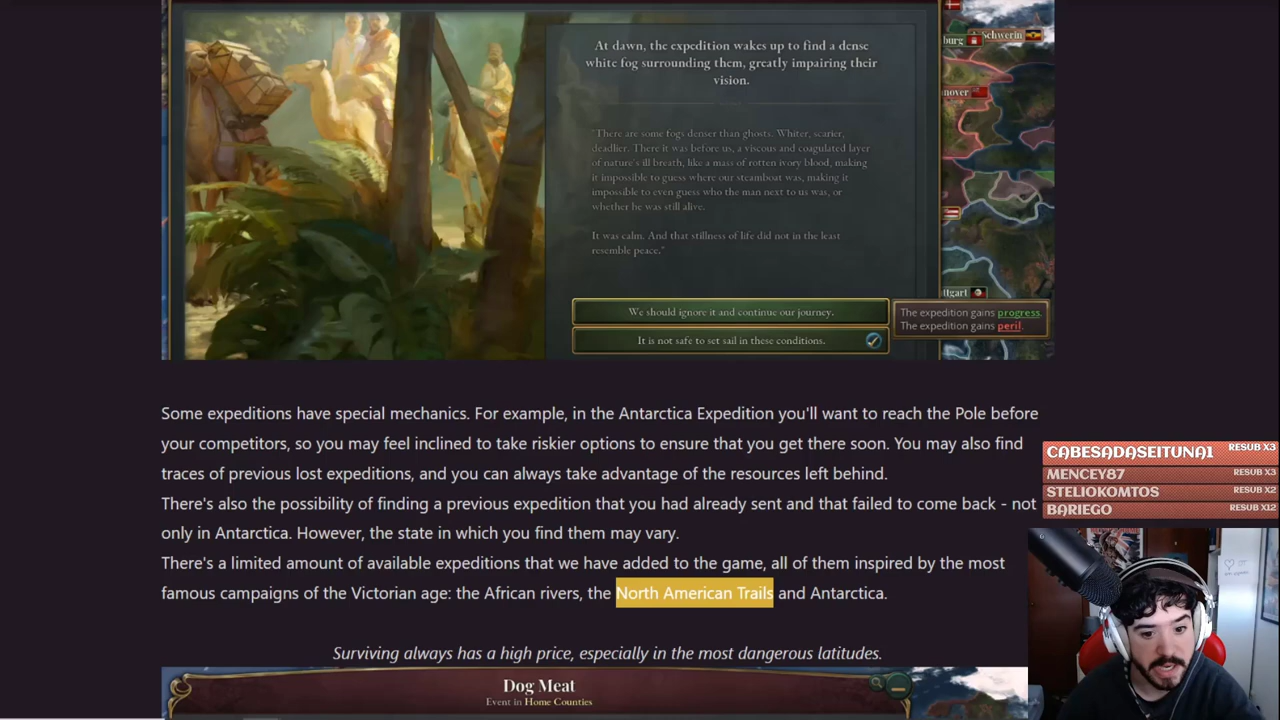 Schwerin
burg
nover
ttgart
At dawn, the expedition wakes up to find a dense
white fog surrounding them, greatly impairing their
vision.
"There are some fogs denser than ghosts. Whiter, scarier,
deadlier. There it was before us, a viscous and coagulated layer
of nature's ill breath, like a mass of rotten ivory blood, making
it impossible to guess where our steamboat was, making it
impossible to even guess who the man next to us was, or
whether he was still alive.
It was calm. And that stillness of life did not in the least
resemble peace."
We should ignore it and continue our journey.
It is not safe to set sail in these conditions.
The expedition gains progress.
The expedition gains peril.
Some expeditions have special mechanics. For example, in the Antarctica Expedition you'll want to reach the Pole before
your competitors, so you may feel inclined to take riskier options to ensure that you get there soon. You may also find
traces of previous lost expeditions, and you can always take advantage of the resources left behind.
There's also the possibility of finding a previous expedition that you had already sent and that failed to come back - not
only in Antarctica. However, the state in which you find them may vary.
There's a limited amount of available expeditions that we have added to the game, all of them inspired by the most
famous campaigns of the Victorian age: the African rivers, the North American Trails and Antarctica.
Surviving always has a high price, especially in the most dangerous latitudes.
Dog Meat
Event in Home Counties
CABESADASEITUNA1 RESUB X3
MENCEY87 RESUB X2
STELIOKOMTOS RESUB X2
BARIEGO RESUB X12